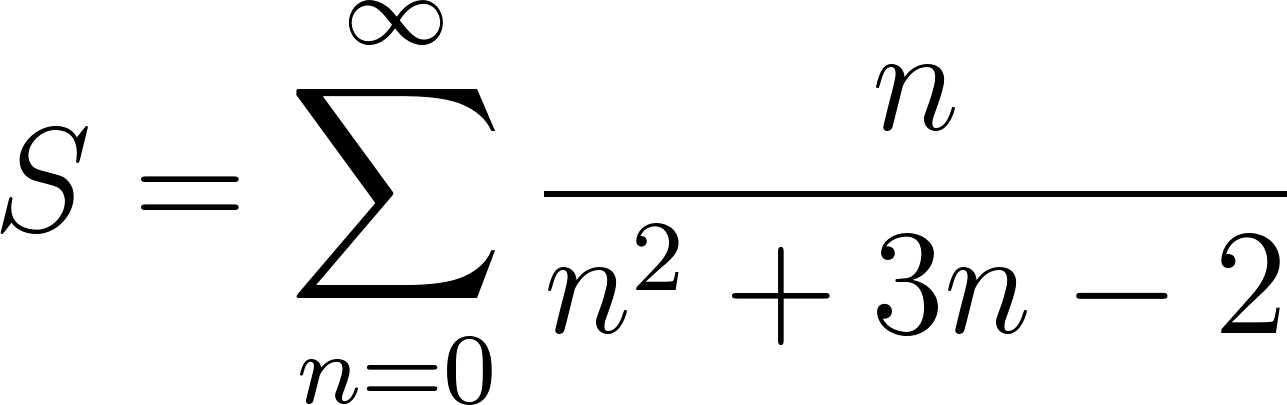 S = \sum_{n=0}^{\infty} \frac{n}{n^2 + 3n - 2}